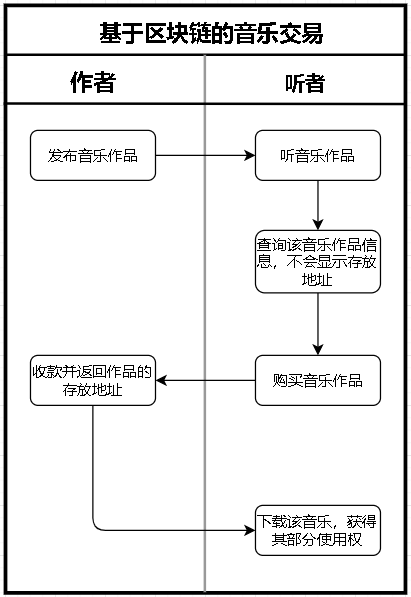 基于区块链的音乐交易
作者
听者
发布音乐作品
听音乐作品
查询该音乐作品信
息，不会显示存放
地址
收款并返回作品的
存放地址
购买音乐作品
下载该音乐，获得
其部分使用权